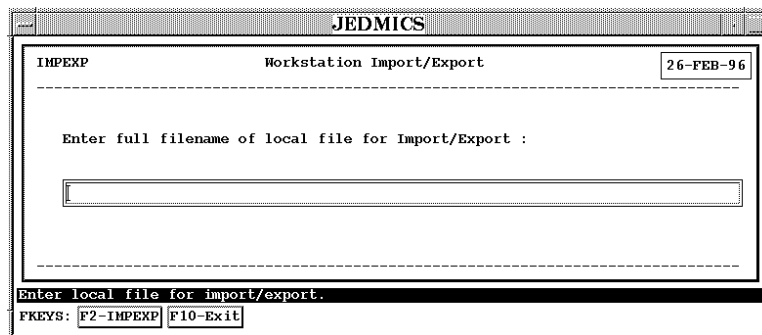 JEDMICS
IMPEXP Workstation Import/Export 26-FEB-96
Enter full filename of local file for Import/Export :
Enter local file for import/export.
FKEYS: F2-IMPEXP F10-Exit